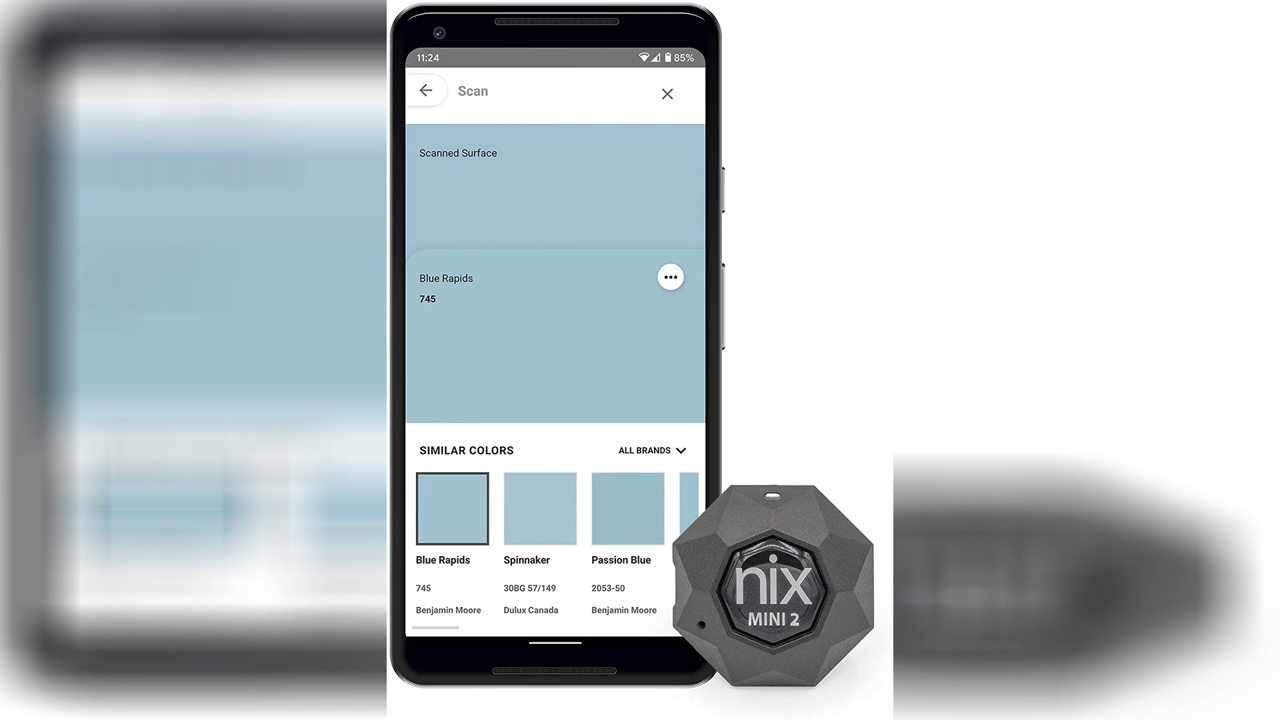 11:24
85%
Scan
Scanned Surface
Blue Rapids
745
SIMILAR COLORS
ALL BRANDS
Blue Rapids
Spinnaker
Passion Blue
745
30BG 57/149
2053-50
Benjamin Moore
Dulux Canada
Benjamin Moore
nix
MINI 2